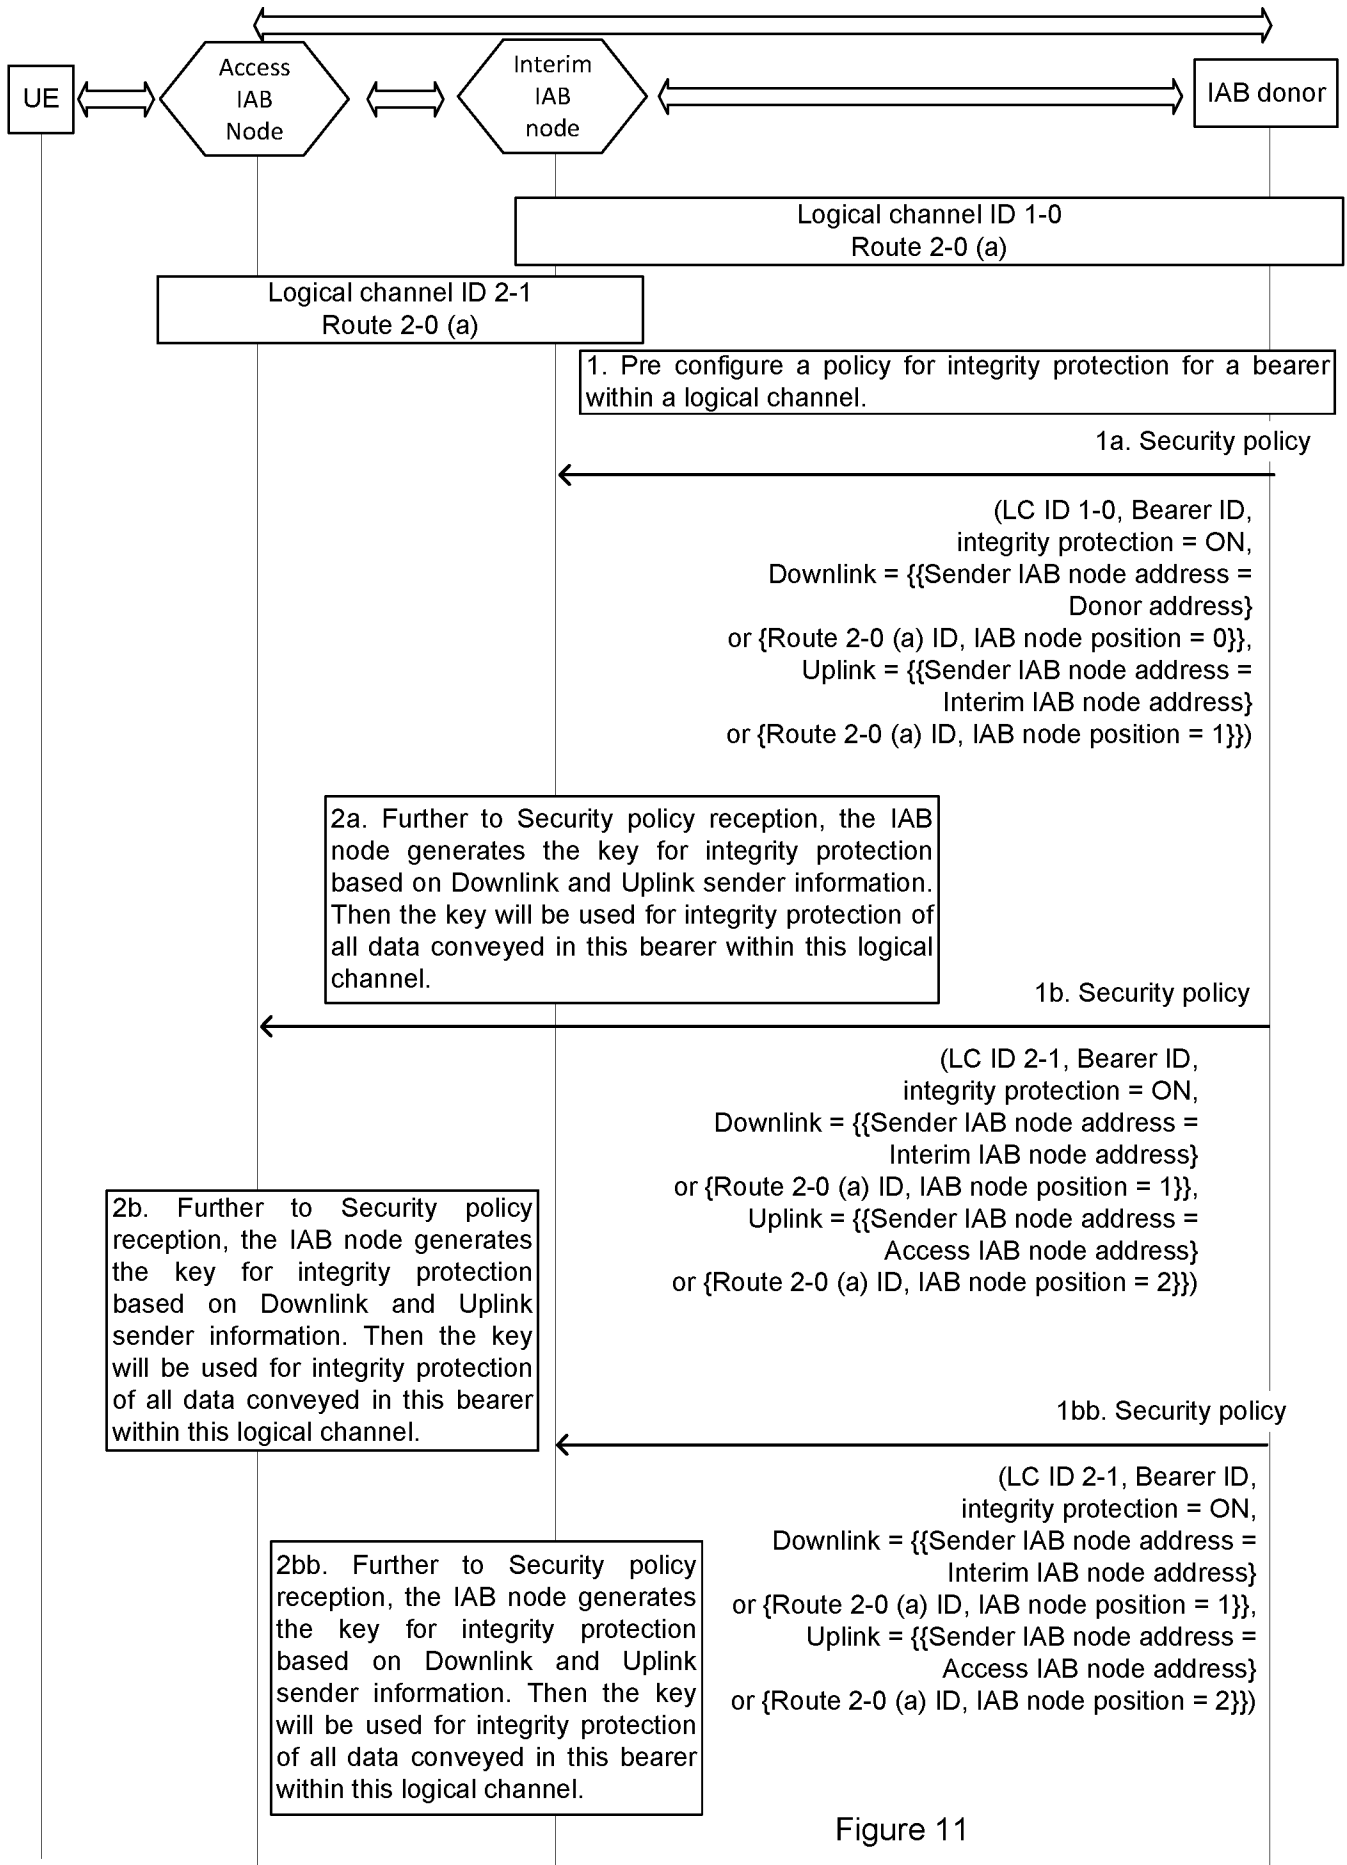 UE
Access
IAB
Node
Interim
IAB
node
IAB donor
Logical channel ID 1-0
Route 2-0 (a)
Logical channel ID 2-1
Route 2-0 (a)
1. Pre configure a policy for integrity protection for a bearer
within a logical channel.
1a. Security policy
(LC ID 1-0, Bearer ID,
integrity protection = ON,
Downlink = {{Sender IAB node address =
Donor address}
or {Route 2-0 (a) ID, IAB node position = 0}},
Uplink = {{Sender IAB node address =
Interim IAB node address}
or {Route 2-0 (a) ID, IAB node position = 1}})
2a. Further to Security policy reception, the IAB
node generates the key for integrity protection
based on Downlink and Uplink sender information.
Then the key will be used for integrity protection of
all data conveyed in this bearer within this logical
channel.
1b. Security policy
(LC ID 2-1, Bearer ID,
integrity protection = ON,
Downlink = {{Sender IAB node address =
Interim IAB node address}
or {Route 2-0 (a) ID, IAB node position = 1}},
Uplink = {{Sender IAB node address =
Access IAB node address}
or {Route 2-0 (a) ID, IAB node position = 2}})
2b. Further to Security policy
reception, the IAB node generates
the key for integrity protection
based on Downlink and Uplink
sender information. Then the key
will be used for integrity protection
of all data conveyed in this bearer
within this logical channel.
1bb. Security policy
(LC ID 2-1, Bearer ID,
integrity protection = ON,
Downlink = {{Sender IAB node address =
Interim IAB node address}
or {Route 2-0 (a) ID, IAB node position = 1}},
Uplink = {{Sender IAB node address =
Access IAB node address}
or {Route 2-0 (a) ID, IAB node position = 2}})
2bb. Further to Security policy
reception, the IAB node generates
the key for integrity protection
based on Downlink and Uplink
sender information. Then the key
will be used for integrity protection
of all data conveyed in this bearer
within this logical channel.
Figure 11